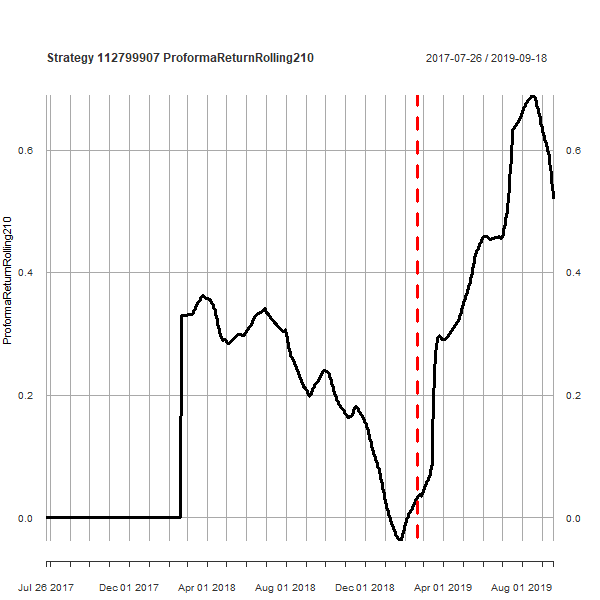 Strategy 112799907 ProformaReturnRolling210
2017-07-26 / 2019-09-18
ProformaReturnRolling210
0.6
0.4
0.2
0.0
0.6
0.4
0.2
0.0
Jul 26 2017
Dec 01 2017
Apr 01 2018
Aug 01 2018
Dec 01 2018
Apr 01 2019
Aug 01 2019